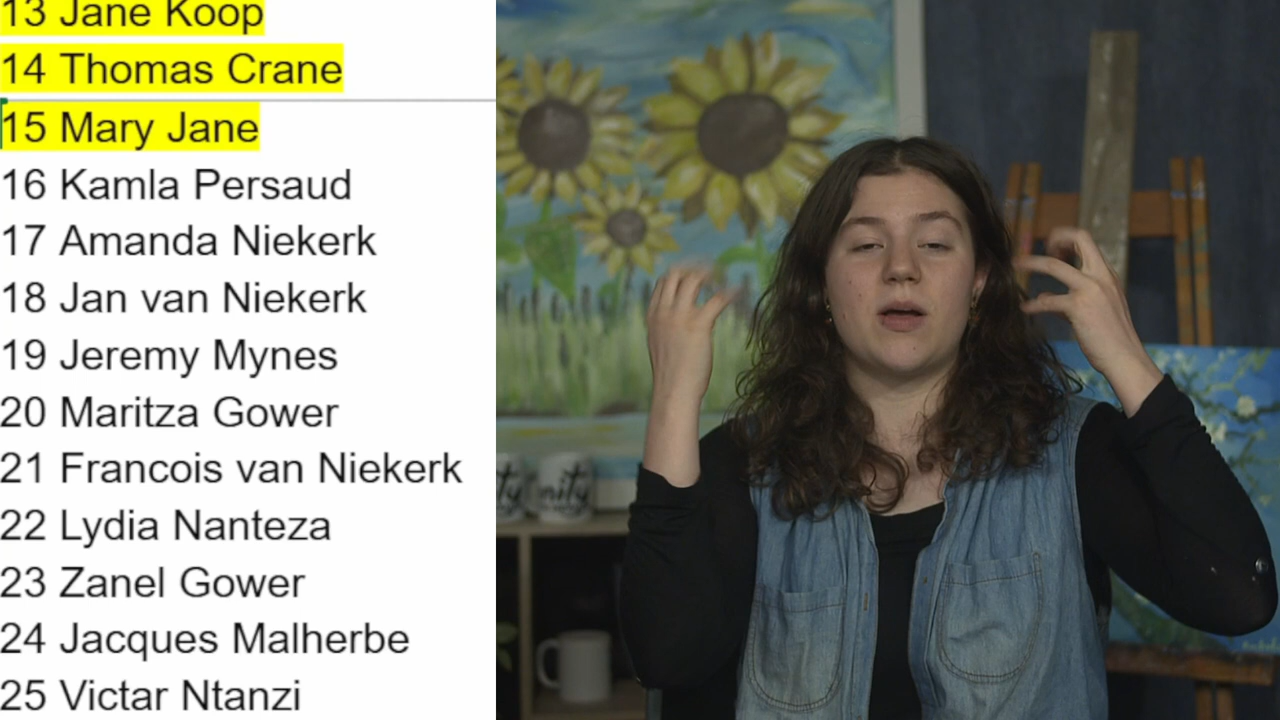 13 Jane Koop
14 Thomas Crane
15 Mary Jane
16 Kamla Persaud
17 Amanda Niekerk
18 Jan van Niekerk
19 Jeremy Mynes
20 Maritza Gower
21 Francois van Niekerk
22 Lydia Nanteza
23 Zanel Gower
24 Jacques Malherbe
25 Victar Ntanzi